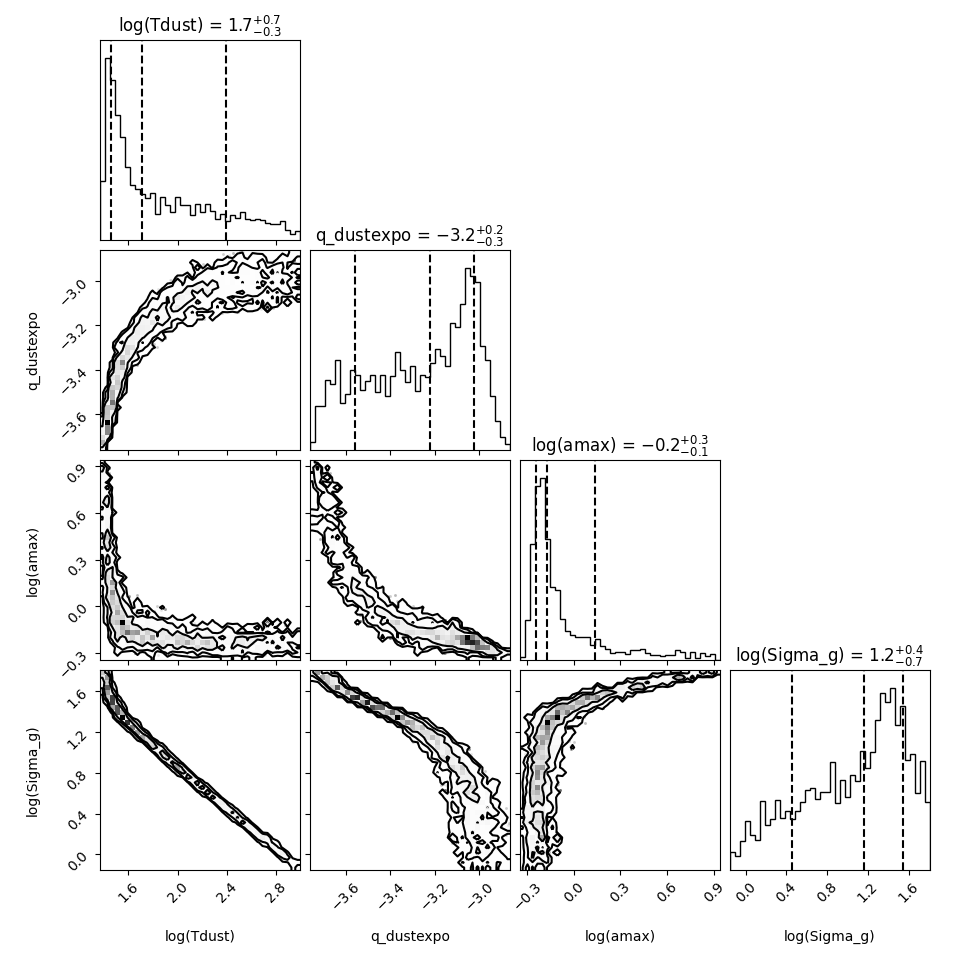 log(Tdust) = 1.7+0.7−0.3
q_dustexpo = −3.2+0.2−0.3
−3.0
−3.2
−3.4
−3.6
q_dustexpo
log(amax) = −0.2+0.3−0.1
0.9
0.6
0.3
0.0
−0.3
log(amax)
log(Sigma_g) = 1.2+0.4−0.7
1.6
1.2
0.8
0.4
0.0
log(Sigma_g)
1.6 2.0 2.4 2.8 −3.6 −3.4 −3.2 −3.0 −0.3 0.0 0.3 0.6 0.9 0.0 0.4 0.8 1.2 1.6
log(Tdust) q_dustexpo log(amax) log(Sigma_g)